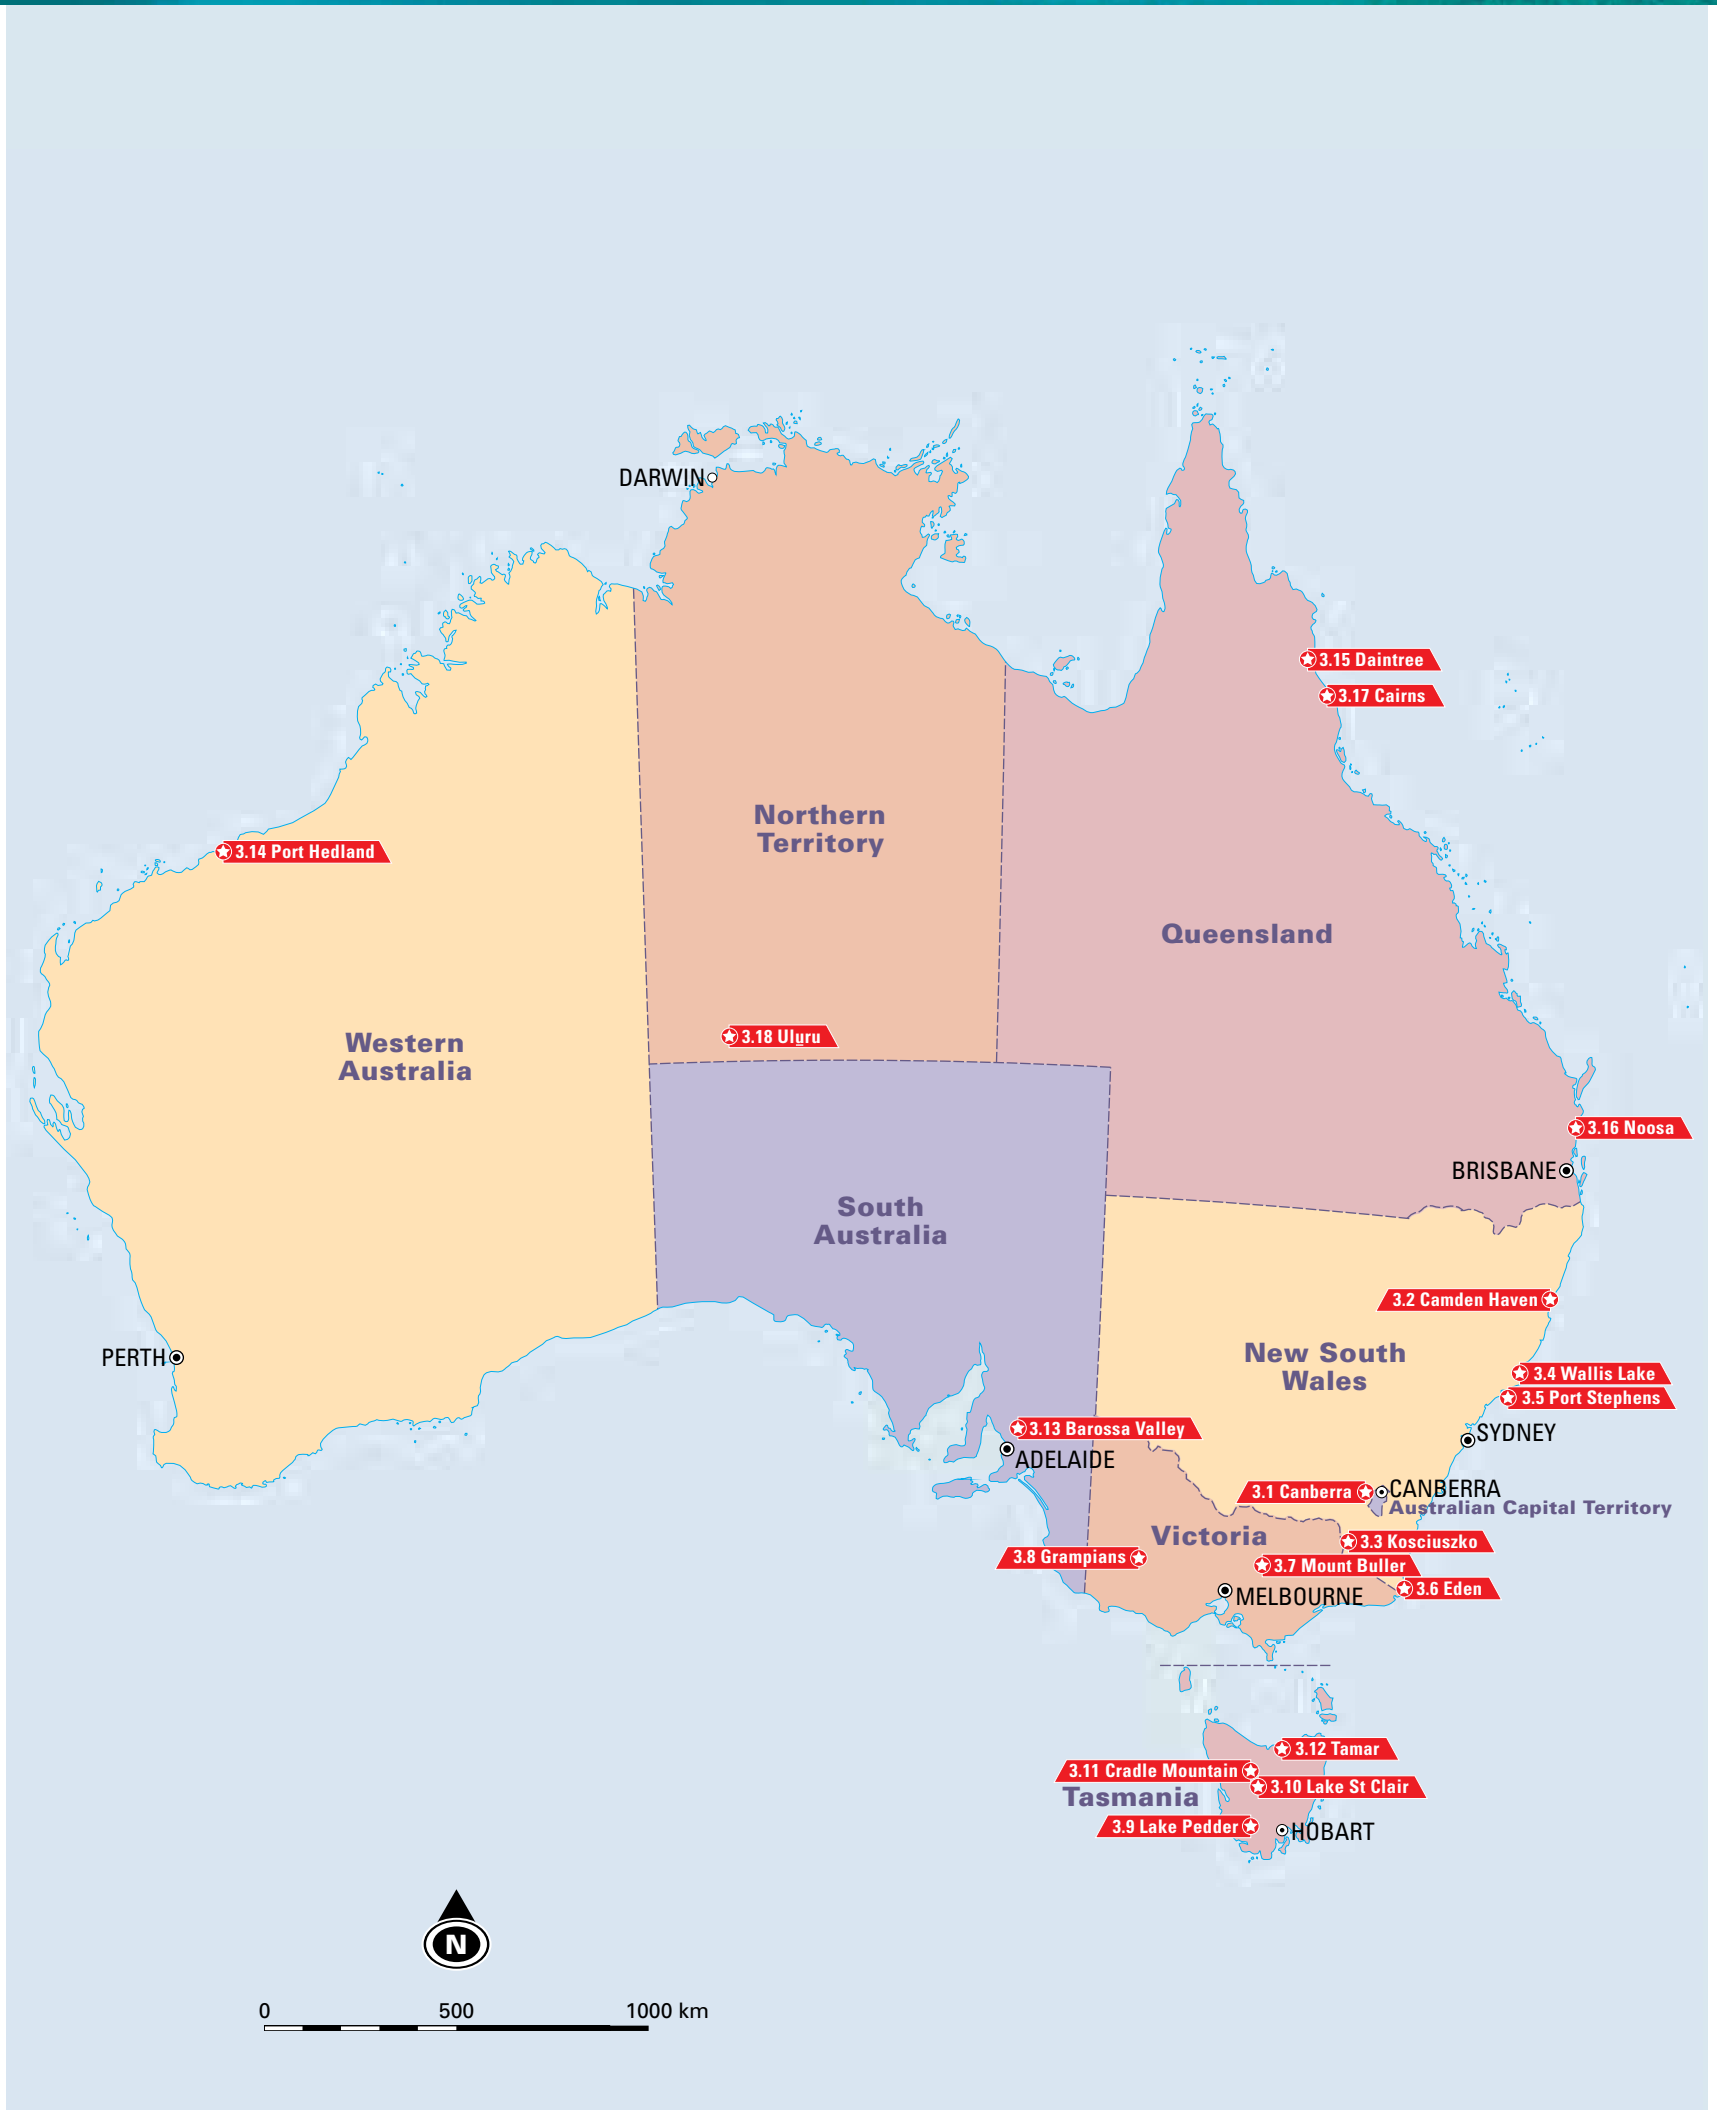 DARWIN
3.15 Daintree
3.17 Cairns
Northern
Territory
3.14 Port Hedland
Queensland
3.18 Uluṟu
Western
Australia
3.16 Noosa
BRISBANE
South
Australia
3.2 Camden Haven
PERTH
New South
Wales
3.4 Wallis Lake
3.5 Port Stephens
3.13 Barossa Valley
SYDNEY
ADELAIDE
3.1 Canberra
CANBERRA
Australian Capital Territory
Victoria
3.3 Kosciuszko
3.8 Grampians
3.7 Mount Buller
3.6 Eden
MELBOURNE
3.12 Tamar
3.11 Cradle Mountain
3.10 Lake St Clair
Tasmania
3.9 Lake Pedder
HOBART
N
0 500 1000 km